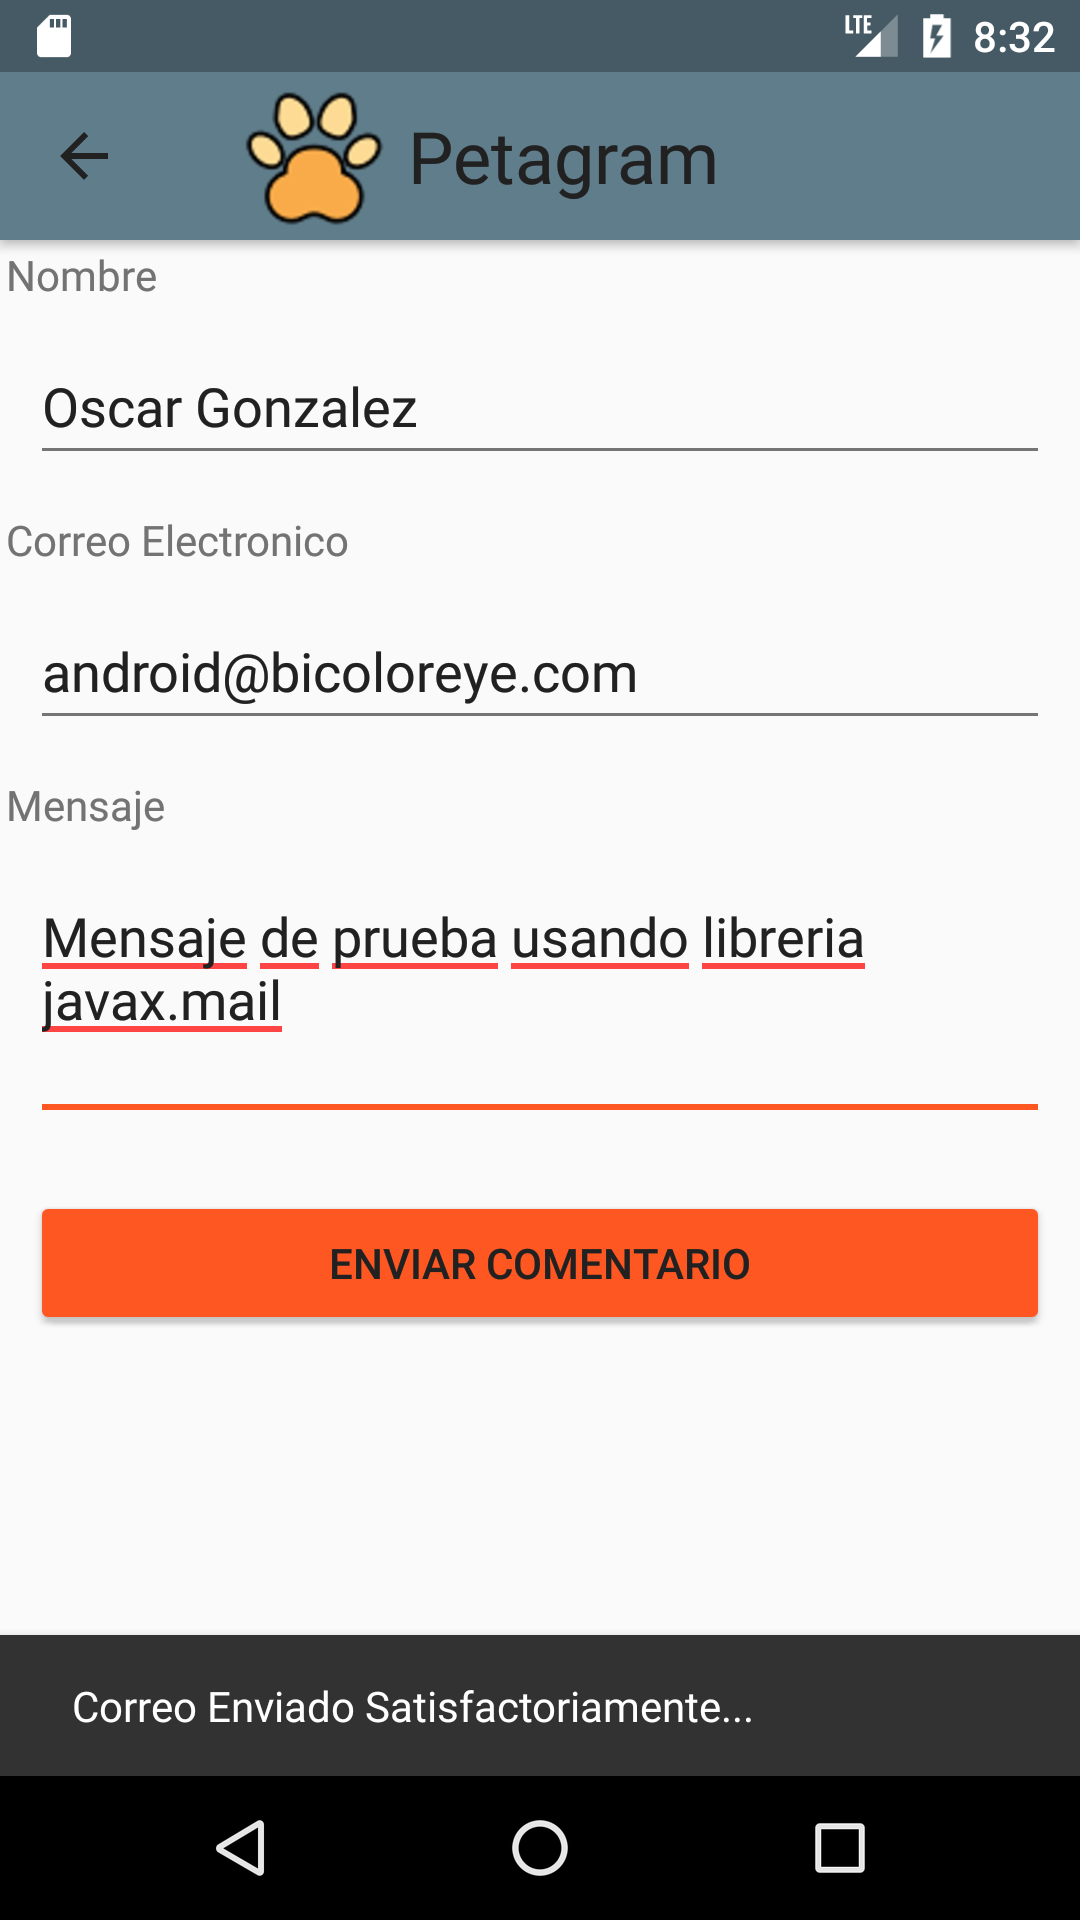 LTE 8:32
Petagram
Nombre
Oscar Gonzalez
Correo Electronico
android@bicoloreye.com
Mensaje
Mensaje de prueba usando libreria
javax.mail
ENVIAR COMENTARIO
Correo Enviado Satisfactoriamente...